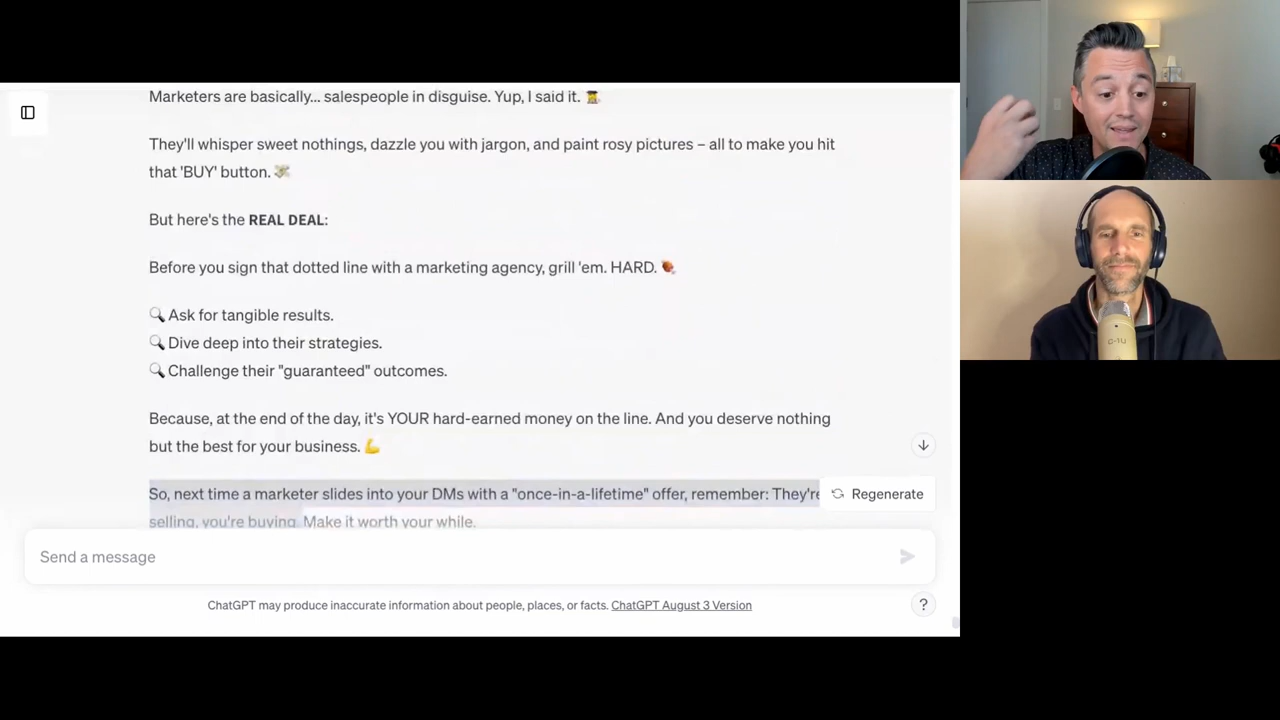 Marketers are basically... salespeople in disguise. Yup, I said it.
They'll whisper sweet nothings, dazzle you with jargon, and paint rosy pictures – all to make you hit
that 'BUY' button.
But here's the REAL DEAL:
Before you sign that dotted line with a marketing agency, grill 'em. HARD.
Ask for tangible results.
Dive deep into their strategies.
Challenge their "guaranteed" outcomes.
Because, at the end of the day, it's YOUR hard-earned money on the line. And you deserve nothing
but the best for your business.
So, next time a marketer slides into your DMs with a "once-in-a-lifetime" offer, remember: They're
Regenerate
selling, you're buying. Make it worth your while.
Send a message
ChatGPT may produce inaccurate information about people, places, or facts. ChatGPT August 3 Version
?
C-1U